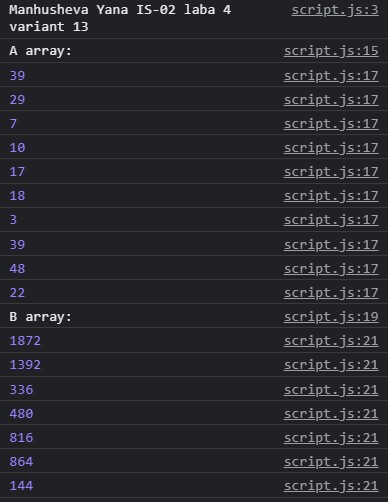 Manhusheva Yana IS-02 laba 4 script.js:3
variant 13
A array: script.js:15
39 script.js:17
29 script.js:17
7 script.js:17
10 script.js:17
17 script.js:17
18 script.js:17
3 script.js:17
39 script.js:17
48 script.js:17
22 script.js:17
B array: script.js:19
1872 script.js:21
1392 script.js:21
336 script.js:21
480 script.js:21
816 script.js:21
864 script.js:21
144 script.js:21